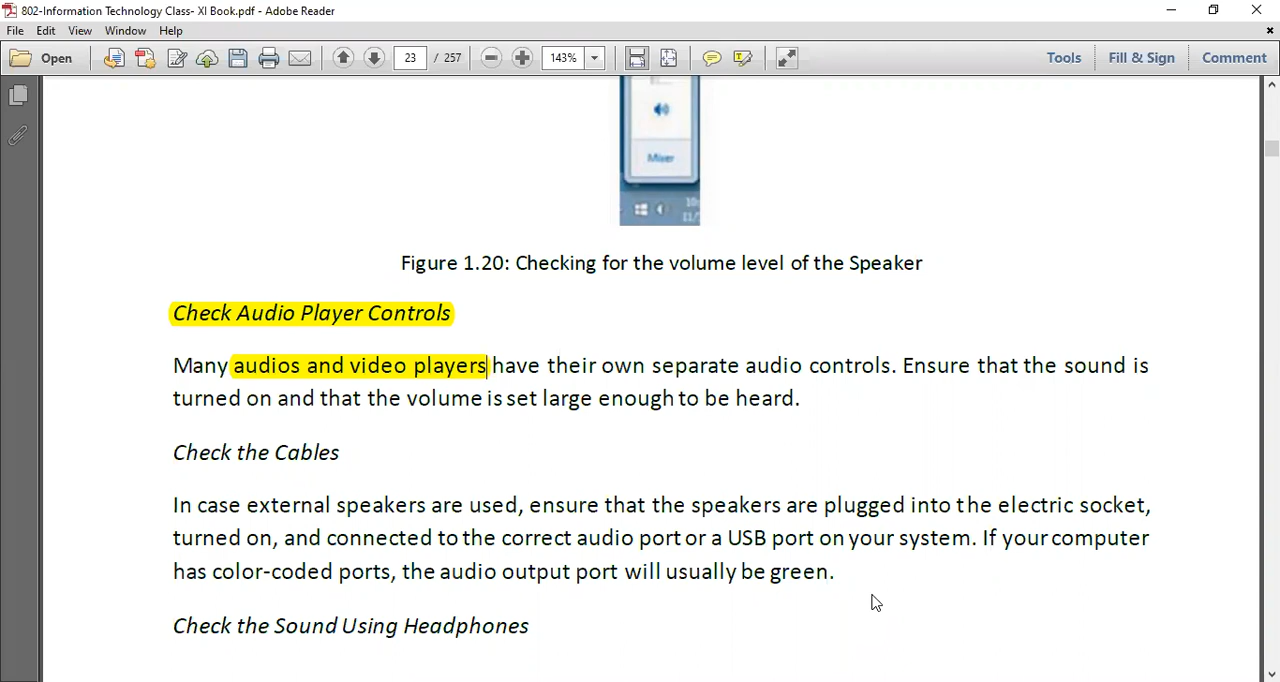 802-Information Technology Class- XI Book.pdf - Adobe Reader
File Edit View Window Help
Open 23 / 257 143% Tools Fill & Sign Comment
Mixer
Figure 1.20: Checking for the volume level of the Speaker
Check Audio Player Controls
Many audios and video players have their own separate audio controls. Ensure that the sound is
turned on and that the volume is set large enough to be heard.
Check the Cables
In case external speakers are used, ensure that the speakers are plugged into the electric socket,
turned on, and connected to the correct audio port or a USB port on your system. If your computer
has color-coded ports, the audio output port will usually be green.
Check the Sound Using Headphones